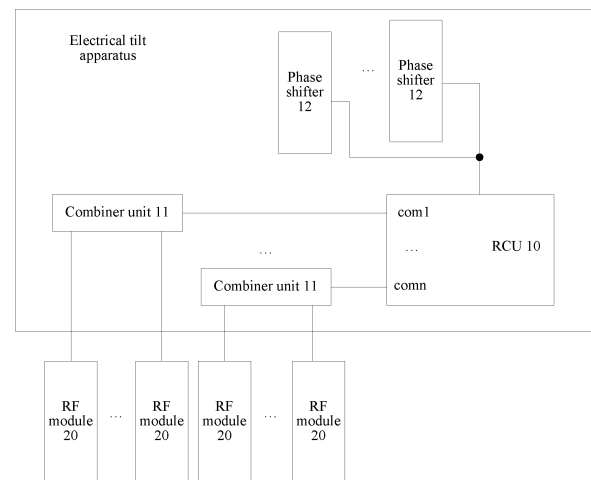 Electrical tilt
apparatus
Phase
shifter
12
...
Phase
shifter
12
Combiner unit 11
com1
...
RCU 10
...
Combiner unit 11
comn
RF
module
20
...
RF
module
20
RF
module
20
...
RF
module
20